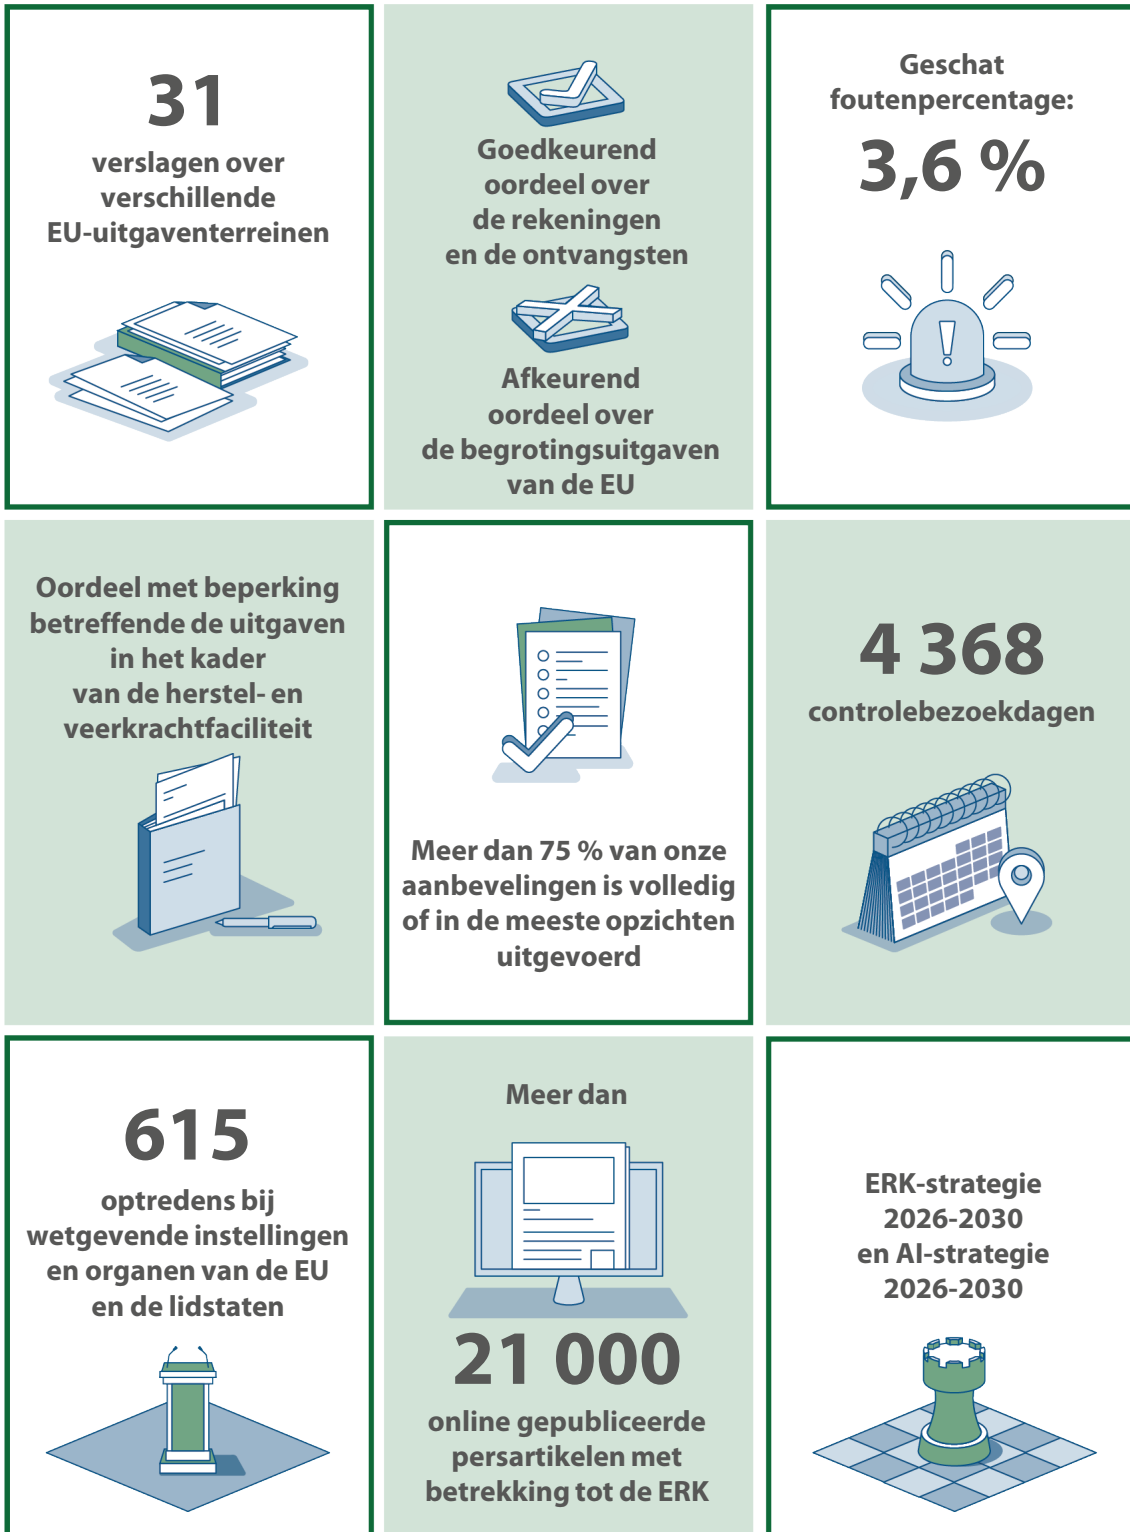 31
verslagen over
verschillende
EU-uitgaventerreinen
Goedkeurend
oordeel over
de rekeningen
en de ontvangsten
Afkeurend
oordeel over
de begrotingsuitgaven
van de EU
Geschat
foutenpercentage:
3,6 %
Oordeel met beperking
betreffende de uitgaven
in het kader
van de herstel- en
veerkrachtfaciliteit
Meer dan 75 % van onze
aanbevelingen is volledig
of in de meeste opzichten
uitgevoerd
4 368
controlebezoekdagen
615
optredens bij
wetgevende instellingen
en organen van de EU
en de lidstaten
Meer dan
21 000
online gepubliceerde
persartikelen met
betrekking tot de ERK
ERK-strategie
2026-2030
en AI-strategie
2026-2030